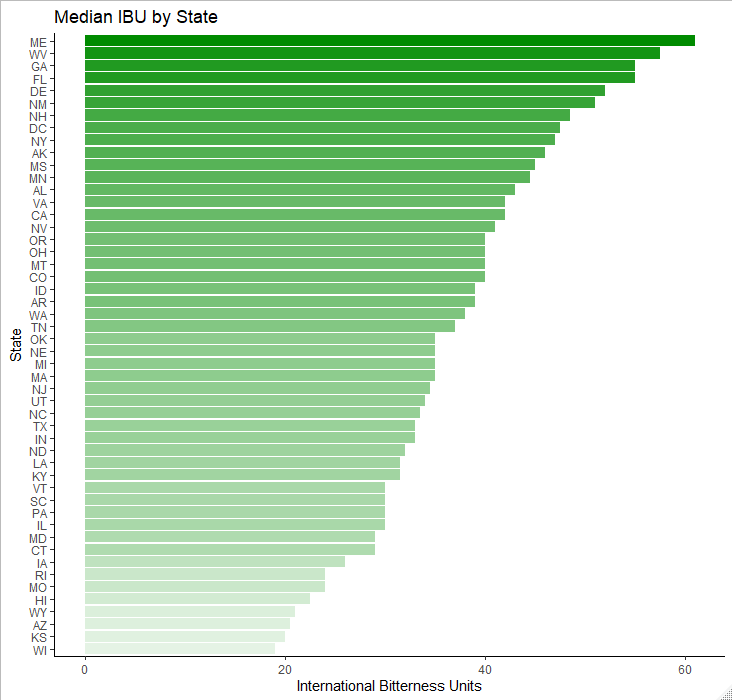 Median IBU by State
ME
WV
GA
FL
DE
NM
NH
DC
NY
AK
MS
MN
AL
VA
CA
NV
OR
OH
MT
CO
ID
AR
WA
TN
OK
NE
MI
MA
NJ
UT
NC
TX
IN
ND
LA
KY
VT
SC
PA
IL
MD
CT
IA
RI
MO
HI
WY
AZ
KS
WI
State
0 20 40 60
International Bitterness Units